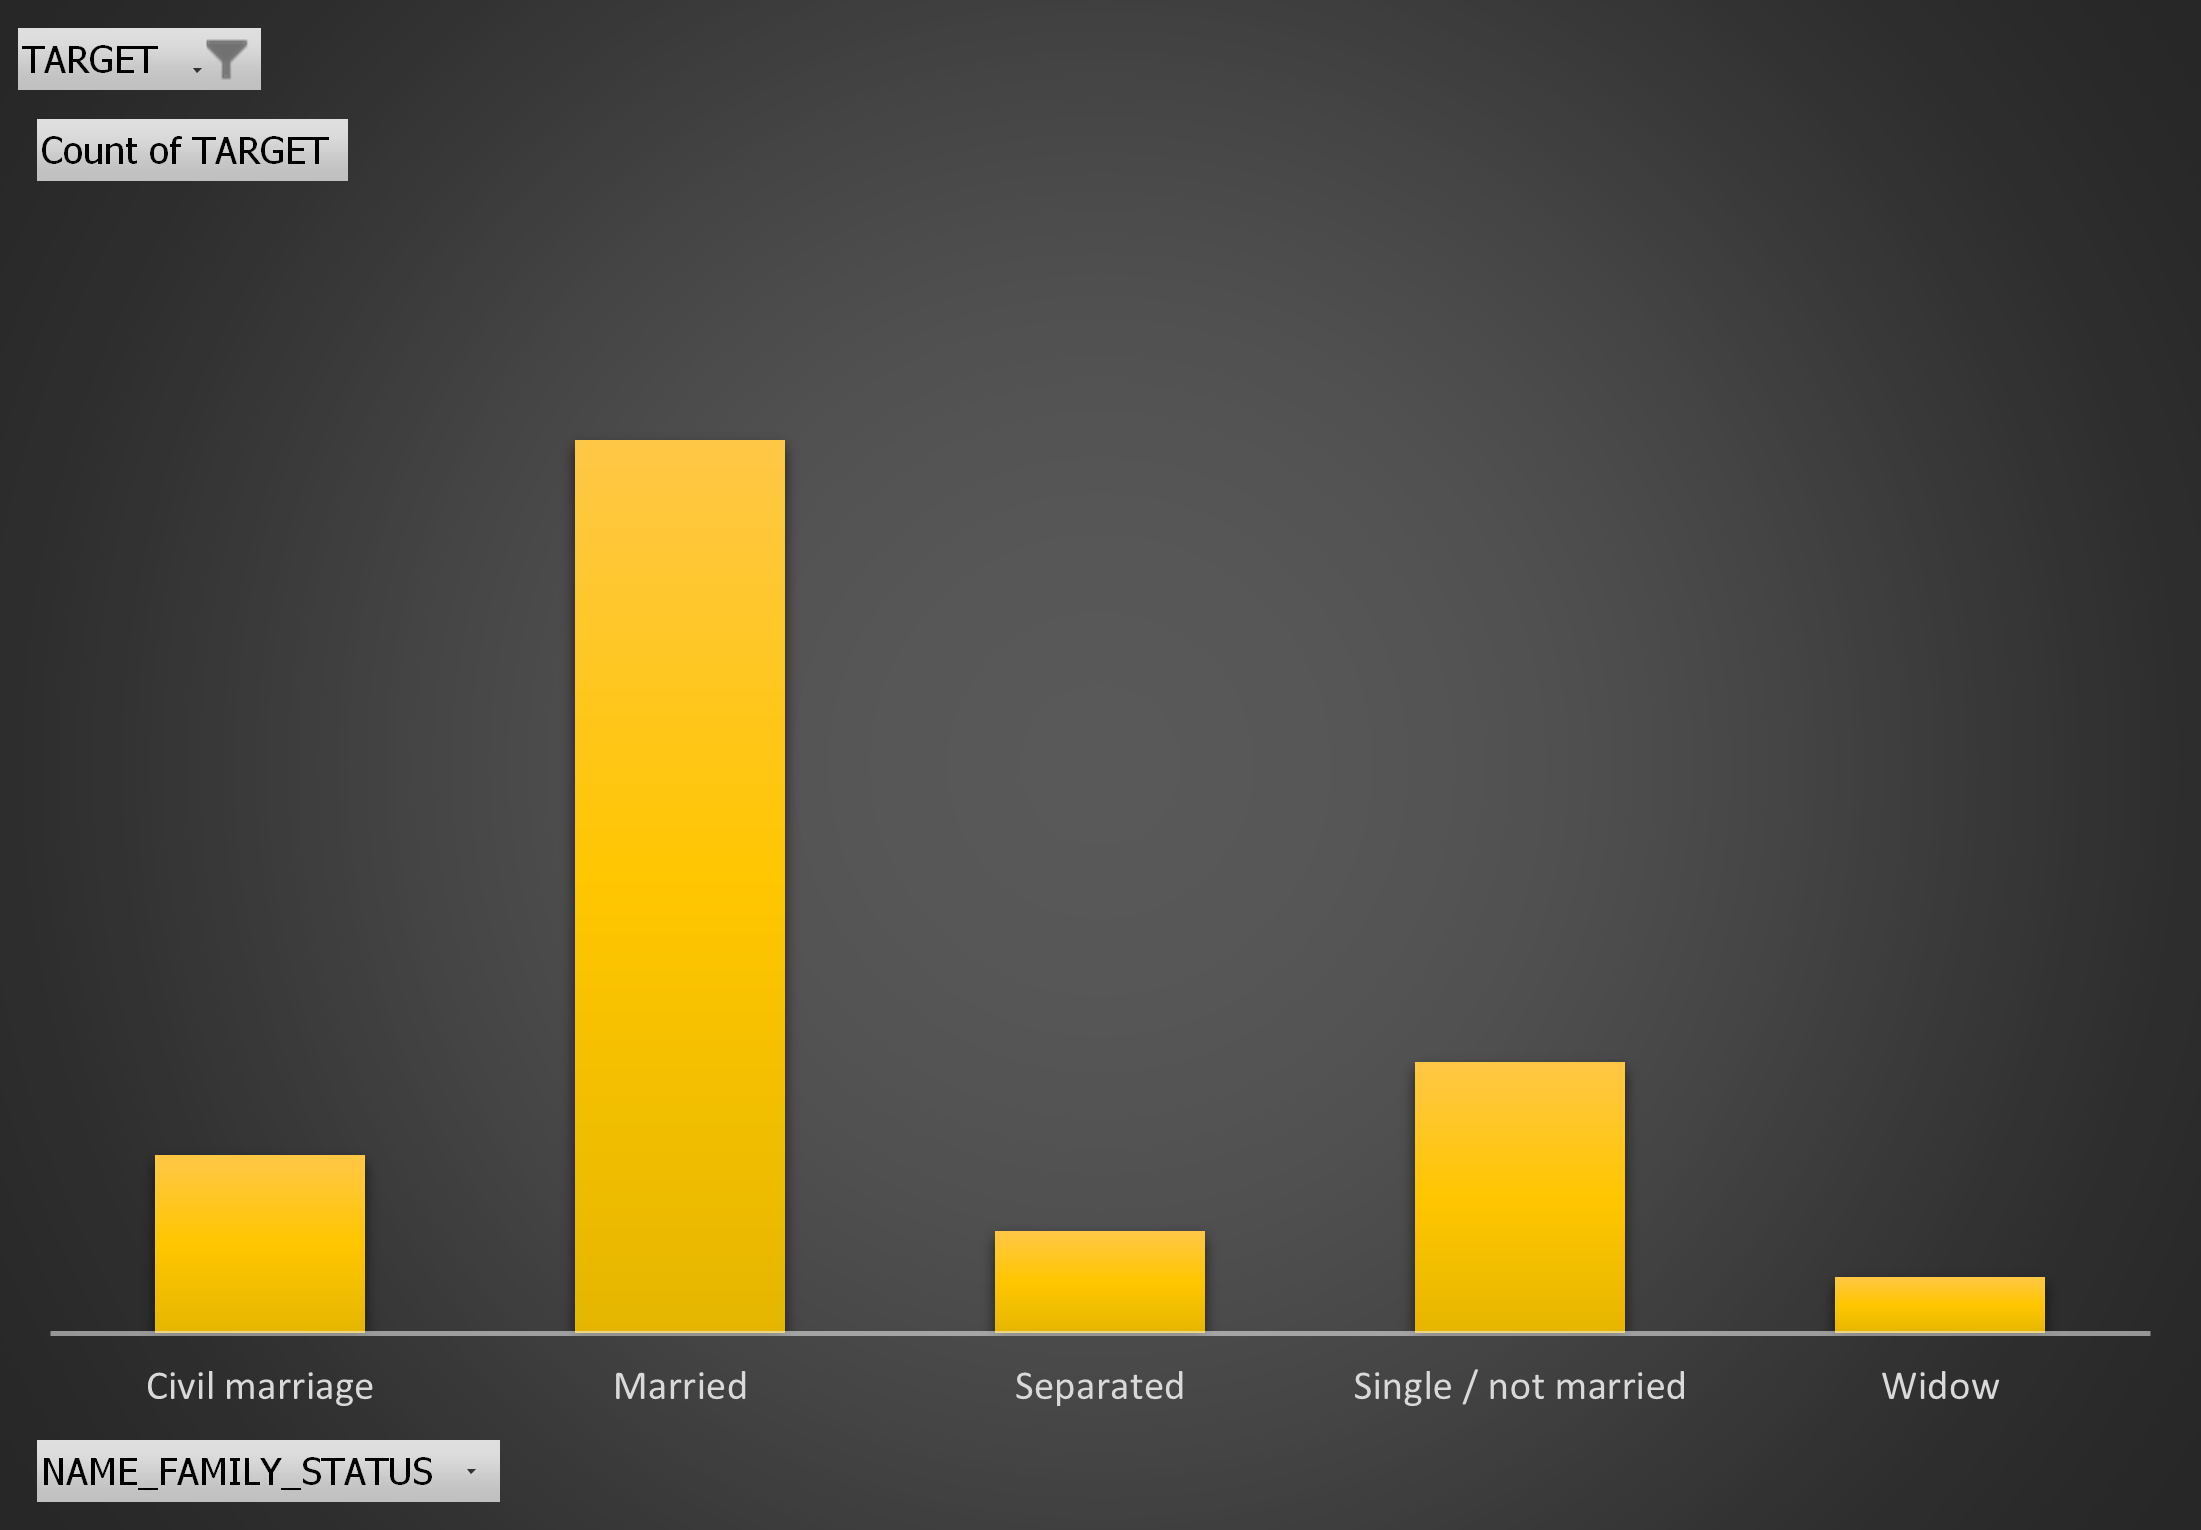 TARGET
Count of TARGET
Civil marriage Married Separated Single / not married Widow
NAME_FAMILY_STATUS